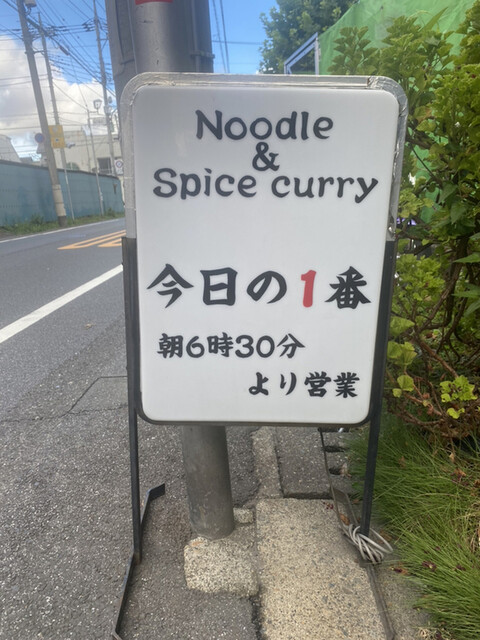 Noodle
&
Spice curry
今日の1番
朝6時30分
より営業